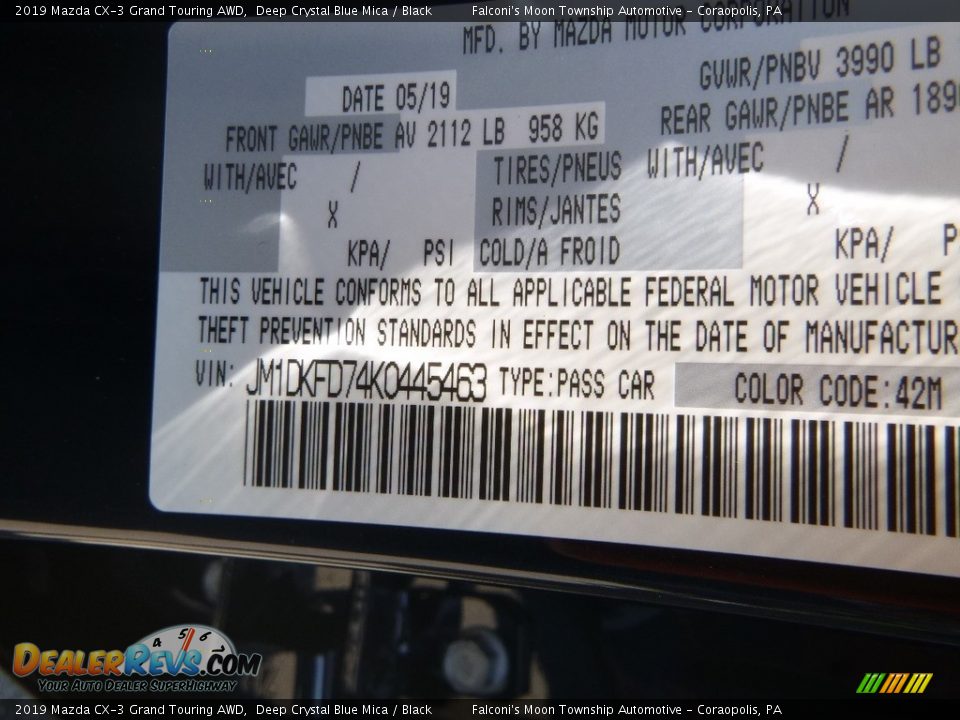 2019 Mazda CX-3 Grand Touring AWD, Deep Crystal Blue Mica / Black Falconi's Moon Township Automotive - Coraopolis, PA
MFD. BY MAZDA MOTOR CORPORATION
DATE 05/19 GVWR/PNBV 3990 LB
FRONT GAWR/PNBE AV 2112 LB 958 KG REAR GAWR/PNBE AR 1890
WITH/AVEC / TIRES/PNEUS WITH/AVEC /
X RIMS/JANTES X
KPA/ PSI COLD/A FROID KPA/ P
THIS VEHICLE CONFORMS TO ALL APPLICABLE FEDERAL MOTOR VEHICLE
THEFT PREVENTION STANDARDS IN EFFECT ON THE DATE OF MANUFACTUR
VIN: JM1DKFD74K0445463 TYPE:PASS CAR COLOR CODE:42M
4 5 6
DEALERREVS.COM
YOUR AUTO DEALER SUPERHIGHWAY
2019 Mazda CX-3 Grand Touring AWD, Deep Crystal Blue Mica / Black Falconi's Moon Township Automotive - Coraopolis, PA